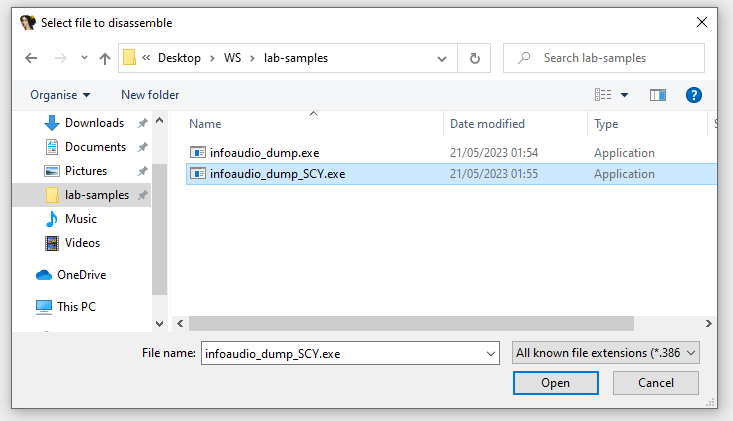 Select file to disassemble
« Desktop > WS > lab-samples
Search lab-samples
Organise
New folder
Downloads
Documents
Pictures
lab-samples
Music
Videos
OneDrive
This PC
Name Date modified Type S
infoaudio_dump.exe 21/05/2023 01:54 Application
infoaudio_dump_SCY.exe 21/05/2023 01:55 Application
File name: infoaudio_dump_SCY.exe All known file extensions (*.386
Open Cancel